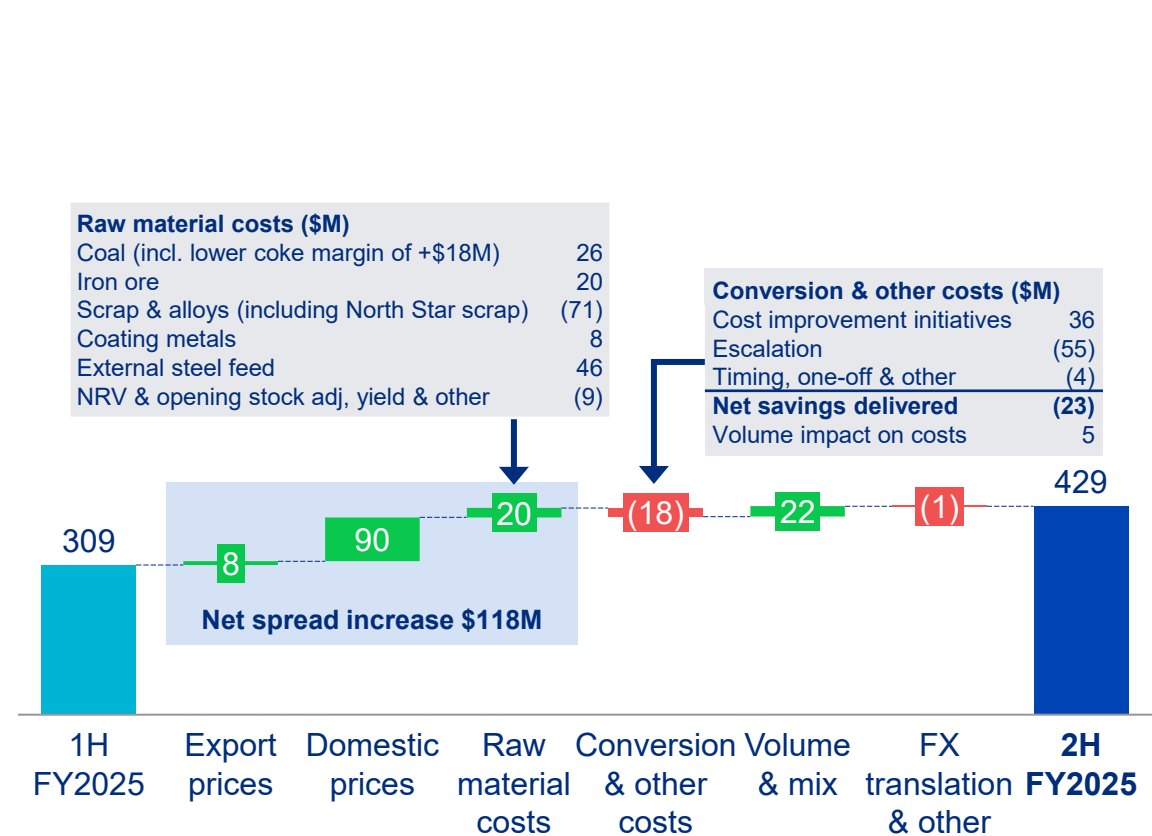 Raw material costs ($M)
Coal (incl. lower coke margin of +$18M) 26
Iron ore 20
Scrap & alloys (including North Star scrap) (71)
Coating metals 8
External steel feed 46
NRV & opening stock adj, yield & other (9)
Conversion & other costs ($M)
Cost improvement initiatives 36
Escalation (55)
Timing, one-off & other (4)
Net savings delivered (23)
Volume impact on costs 5
309
8
90
20
(18)
22
(1)
429
Net spread increase $118M
1H
FY2025
Export
prices
Domestic
prices
Raw
material
costs
Conversion
& other
costs
Volume
& mix
FX
translation
& other
2H
FY2025